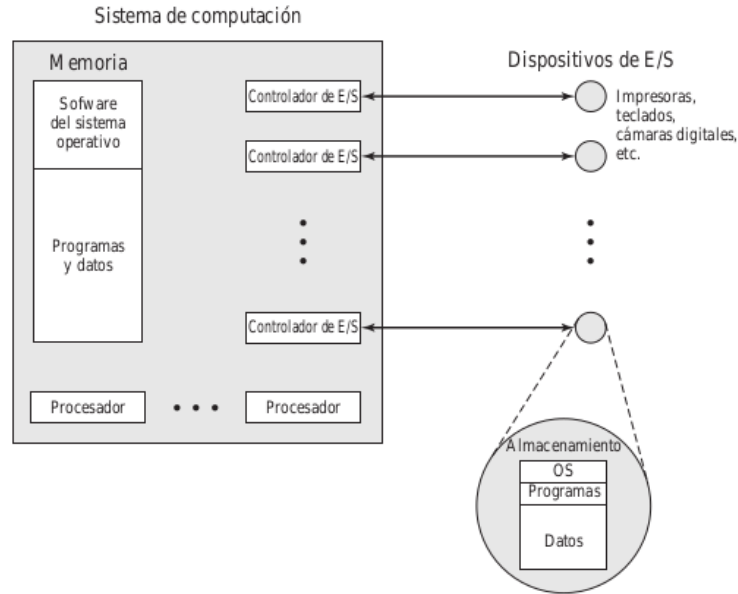 Sistema de computación
Memoria
Sofware
del sistema
operativo
Programas
y datos
Controlador de E/S
Controlador de E/S
Controlador de E/S
Procesador
Procesador
Dispositivos de E/S
Impresoras,
teclados,
cámaras digitales,
etc.
Almacenamiento
OS
Programas
Datos